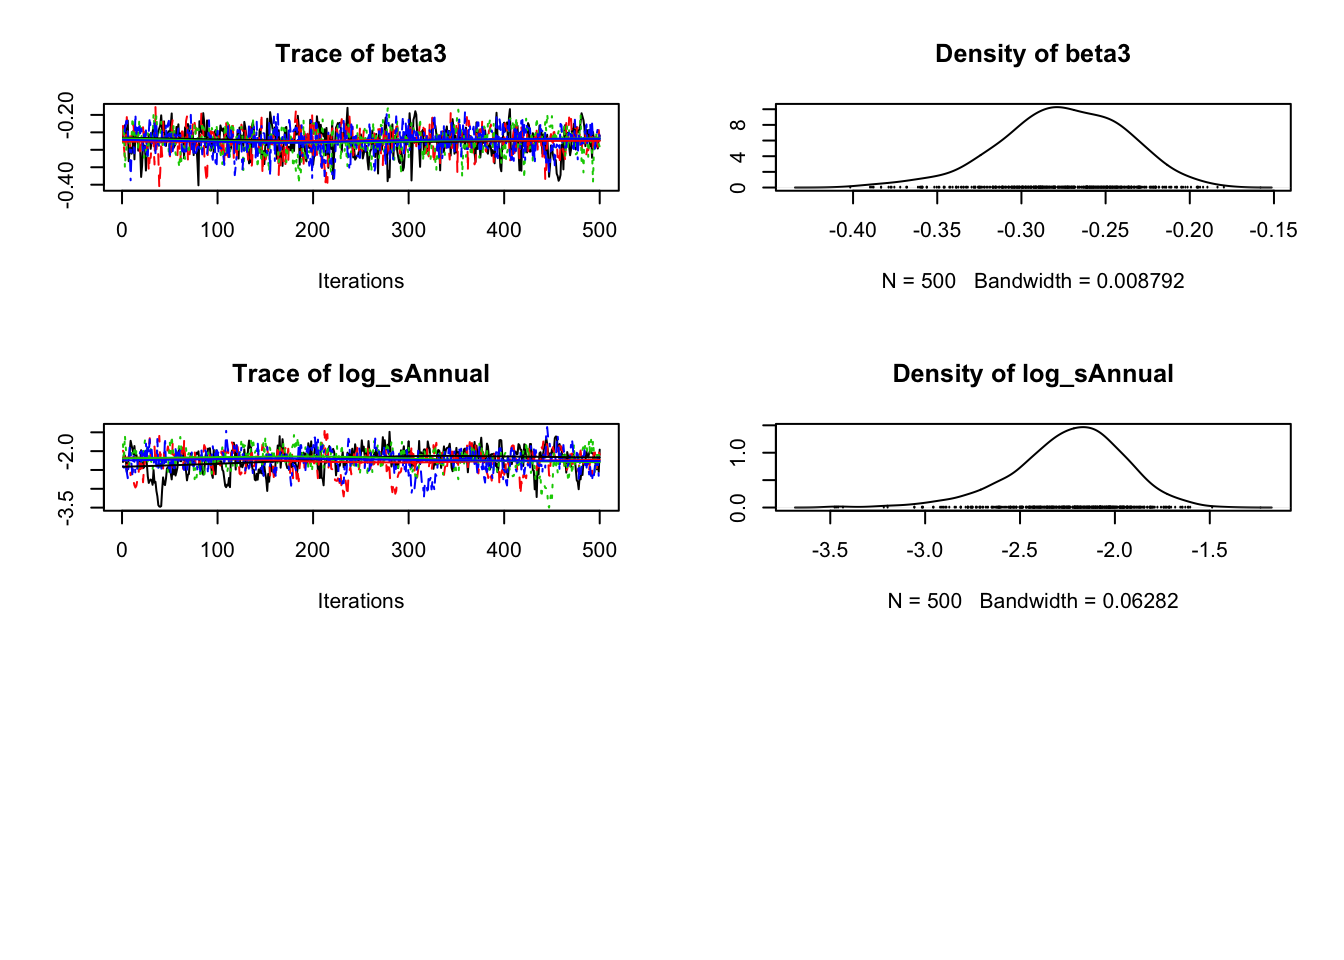 Trace of beta3
-0.40 -0.20
0 100 200 300 400 500
Iterations
Density of beta3
0 4 8
-0.40 -0.35 -0.30 -0.25 -0.20 -0.15
N = 500 Bandwidth = 0.008792
Trace of log_sAnnual
-3.5 -2.0
0 100 200 300 400 500
Iterations
Density of log_sAnnual
0.0 1.0
-3.5 -3.0 -2.5 -2.0 -1.5
N = 500 Bandwidth = 0.06282